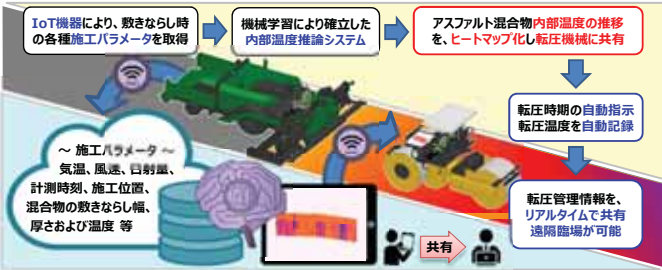 IoT機器により、敷きならし時
の各種施工パラメータを取得
機械学習により確立した
内部温度推論システム
アスファルト混合物内部温度の推移
を、ヒートマップ化し転圧機械に共有
転圧時期の自動指示
転圧温度を自動記録
転圧管理情報を、
リアルタイムで共有
遠隔臨場が可能
～ 施工パラメータ ～
気温、風速、日射量、
計測時刻、施工位置、
混合物の敷きならし幅、
厚さおよび温度 等
共有